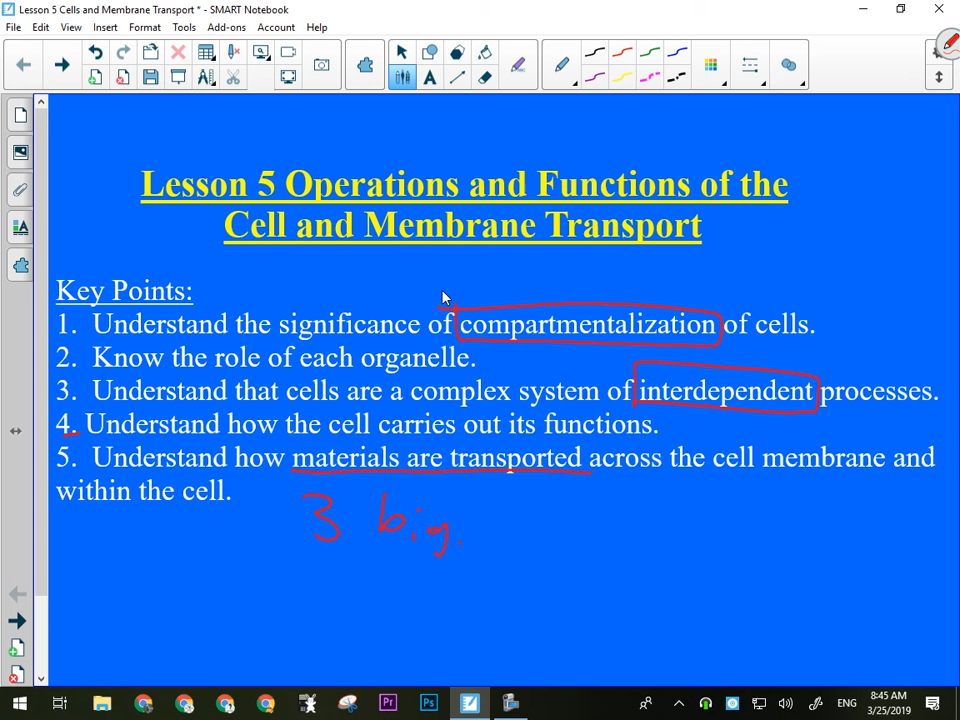 Lesson 5 Cells and Membrane Transport * - SMART Notebook
File Edit View Insert Format Tools Add-ons Account Help
Lesson 5 Operations and Functions of the
Cell and Membrane Transport
Key Points:
1. Understand the significance of compartmentalization of cells.
2. Know the role of each organelle.
3. Understand that cells are a complex system of interdependent processes.
4. Understand how the cell carries out its functions.
5. Understand how materials are transported across the cell membrane and
within the cell.
3 big.
Pr Ps
ENG
8:45 AM
3/25/2019